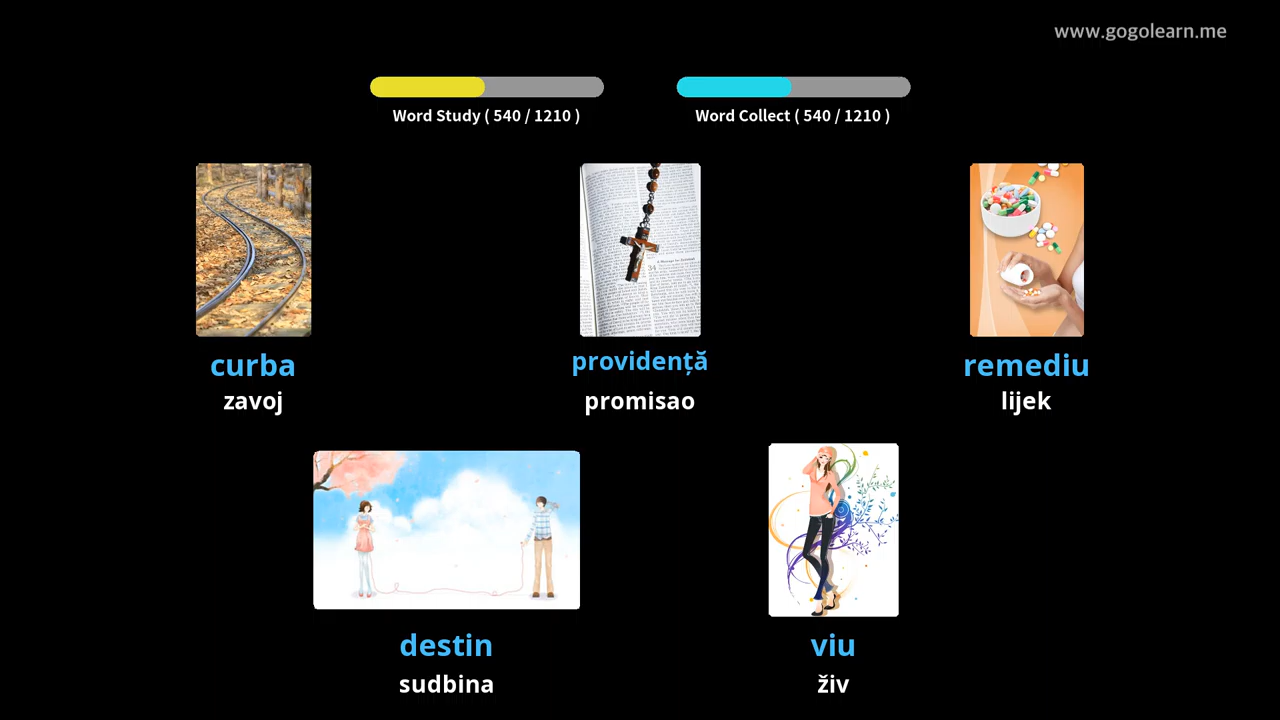 www.gogolearn.me
Word Study ( 540 / 1210 )
Word Collect ( 540 / 1210 )
curba
zavoj
providență
promisao
remediu
lijek
destin
sudbina
viu
živ